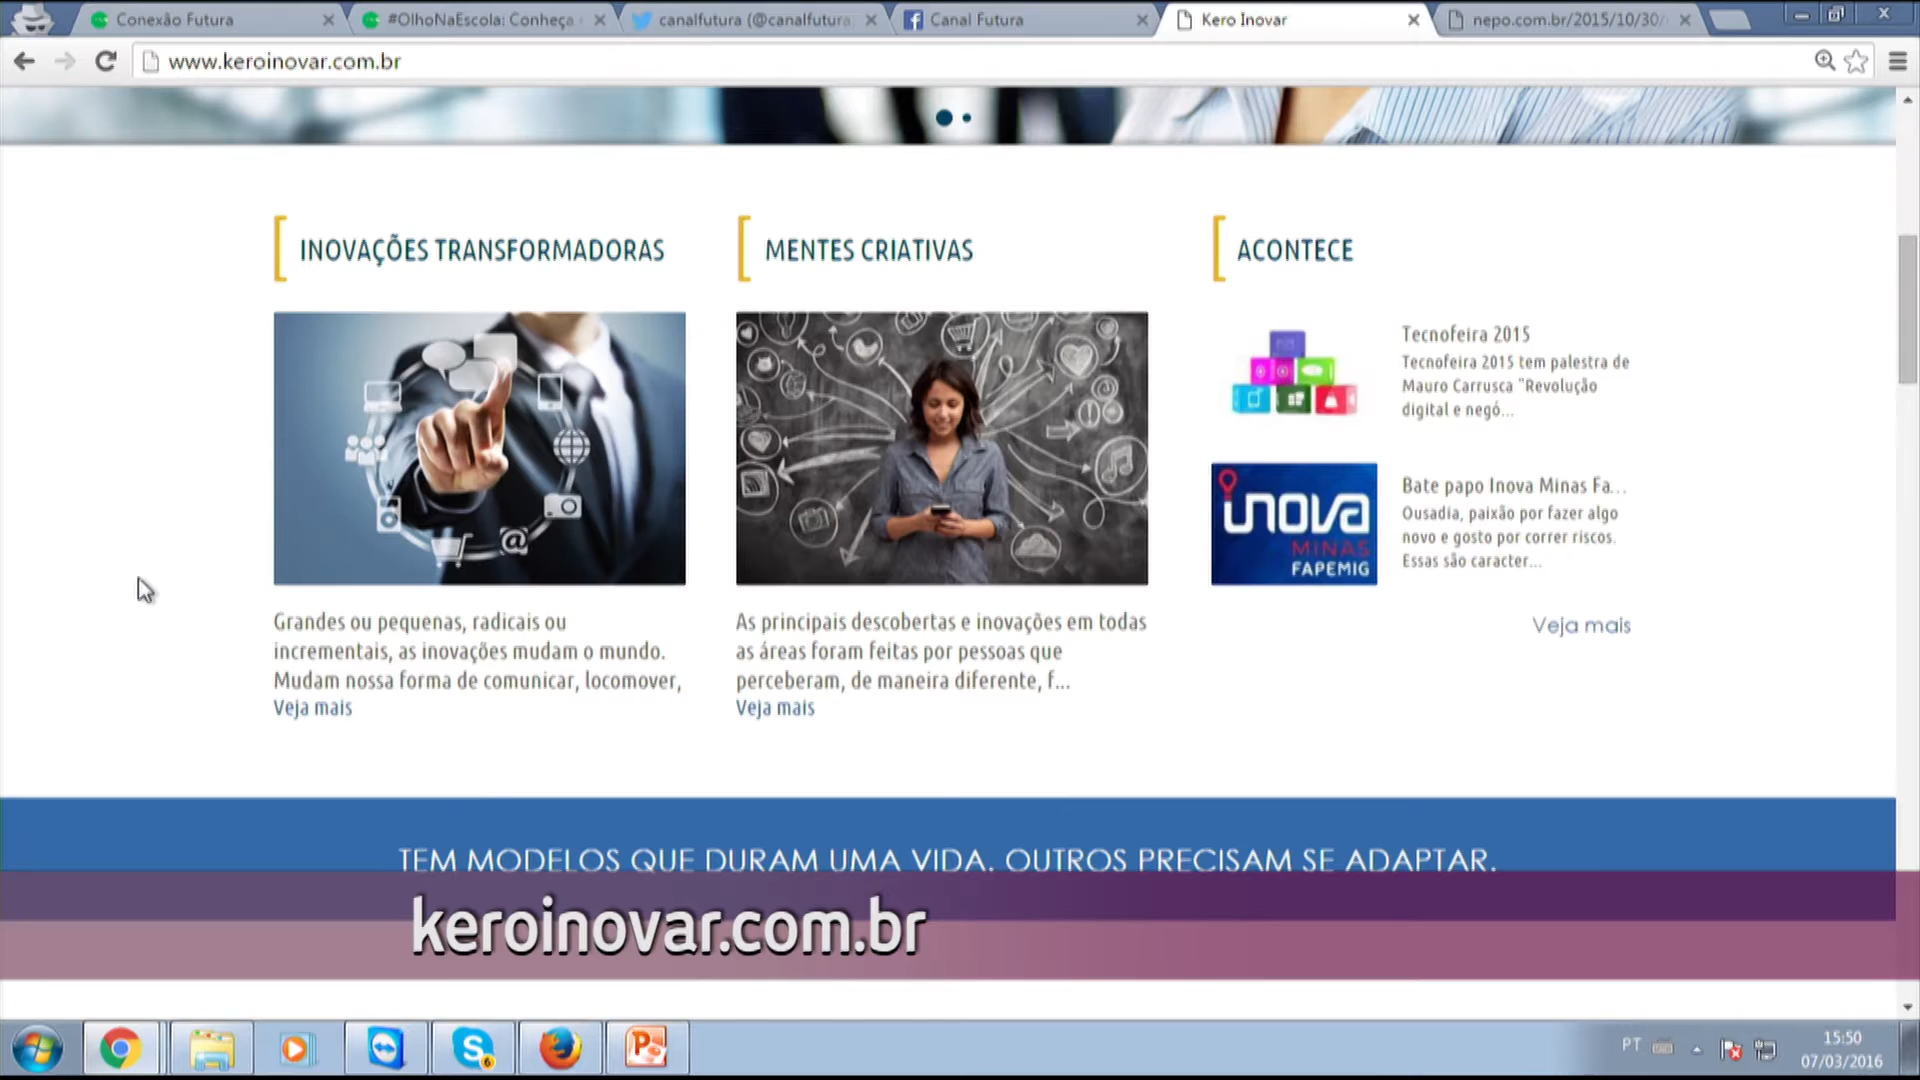 Conexão Futura
#OlhoNaEscola: Conheça
canalfutura (@canalfutura
Canal Futura
Kero Inovar
nepo.com.br/2015/10/30/
www.keroinovar.com.br
INOVAÇÕES TRANSFORMADORAS
Grandes ou pequenas, radicais ou
incrementais, as inovações mudam o mundo.
Mudam nossa forma de comunicar, locomover,
Veja mais
MENTES CRIATIVAS
As principais descobertas e inovações em todas
as áreas foram feitas por pessoas que
perceberam, de maneira diferente, f...
Veja mais
ACONTECE
Tecnofeira 2015
Tecnofeira 2015 tem palestra de
Mauro Carrusca "Revolução
digital e negó...
inova
MINAS
FAPEMIG
Bate papo Inova Minas Fa...
Ousadia, paixão por fazer algo
novo e gosto por correr riscos.
Essas são caracter...
Veja mais
TEM MODELOS QUE DURAM UMA VIDA. OUTROS PRECISAM SE ADAPTAR.
keroinovar.com.br
PT
15:50
07/03/2016